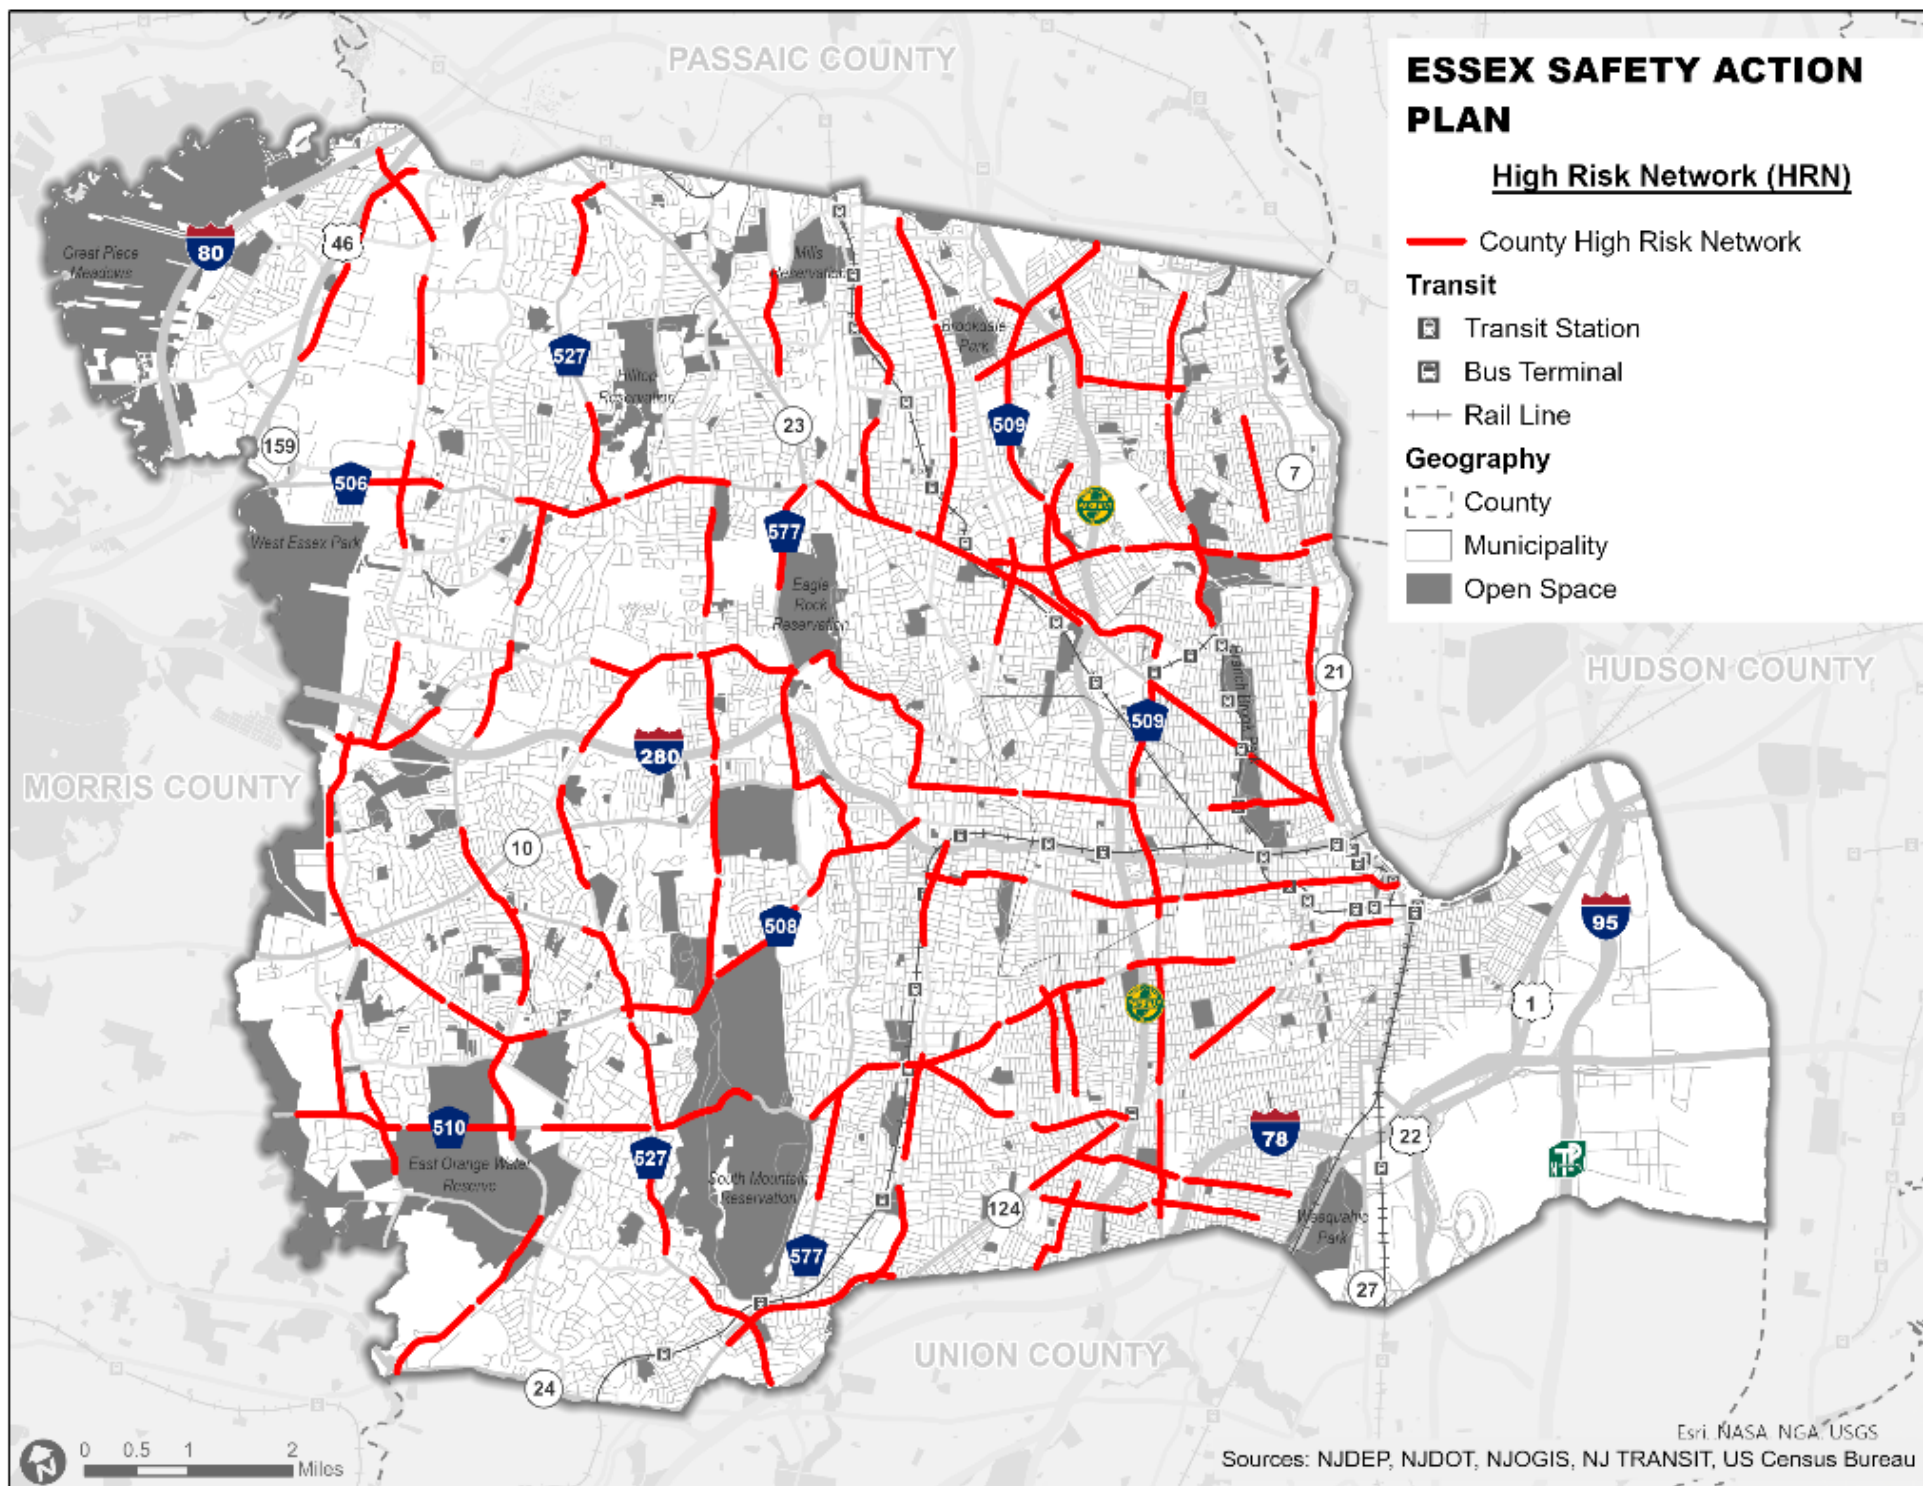 PASSAIC COUNTY
ESSEX SAFETY ACTION
PLAN
High Risk Network (HRN)
County High Risk Network
Transit
Transit Station
Bus Terminal
Rail Line
Geography
County
Municipality
Open Space
Great Piece
Meadows
80
46
Mills
Reservation
Brookdale
Park
527
Hilltop
Reservation
23
509
159
7
506
West Essex Park
577
Eagle
Rock
Reservation
HUDSON COUNTY
21
Branch Brook Park
509
280
MORRIS COUNTY
10
508
95
1
510
527
East Orange Water
Reserve
South Mountain
Reservation
78
22
124
Weequahic
Park
577
27
UNION COUNTY
24
N
0 0.5 1 2
Miles
Esri, NASA, NGA, USGS
Sources: NJDEP, NJDOT, NJOGIS, NJ TRANSIT, US Census Bureau